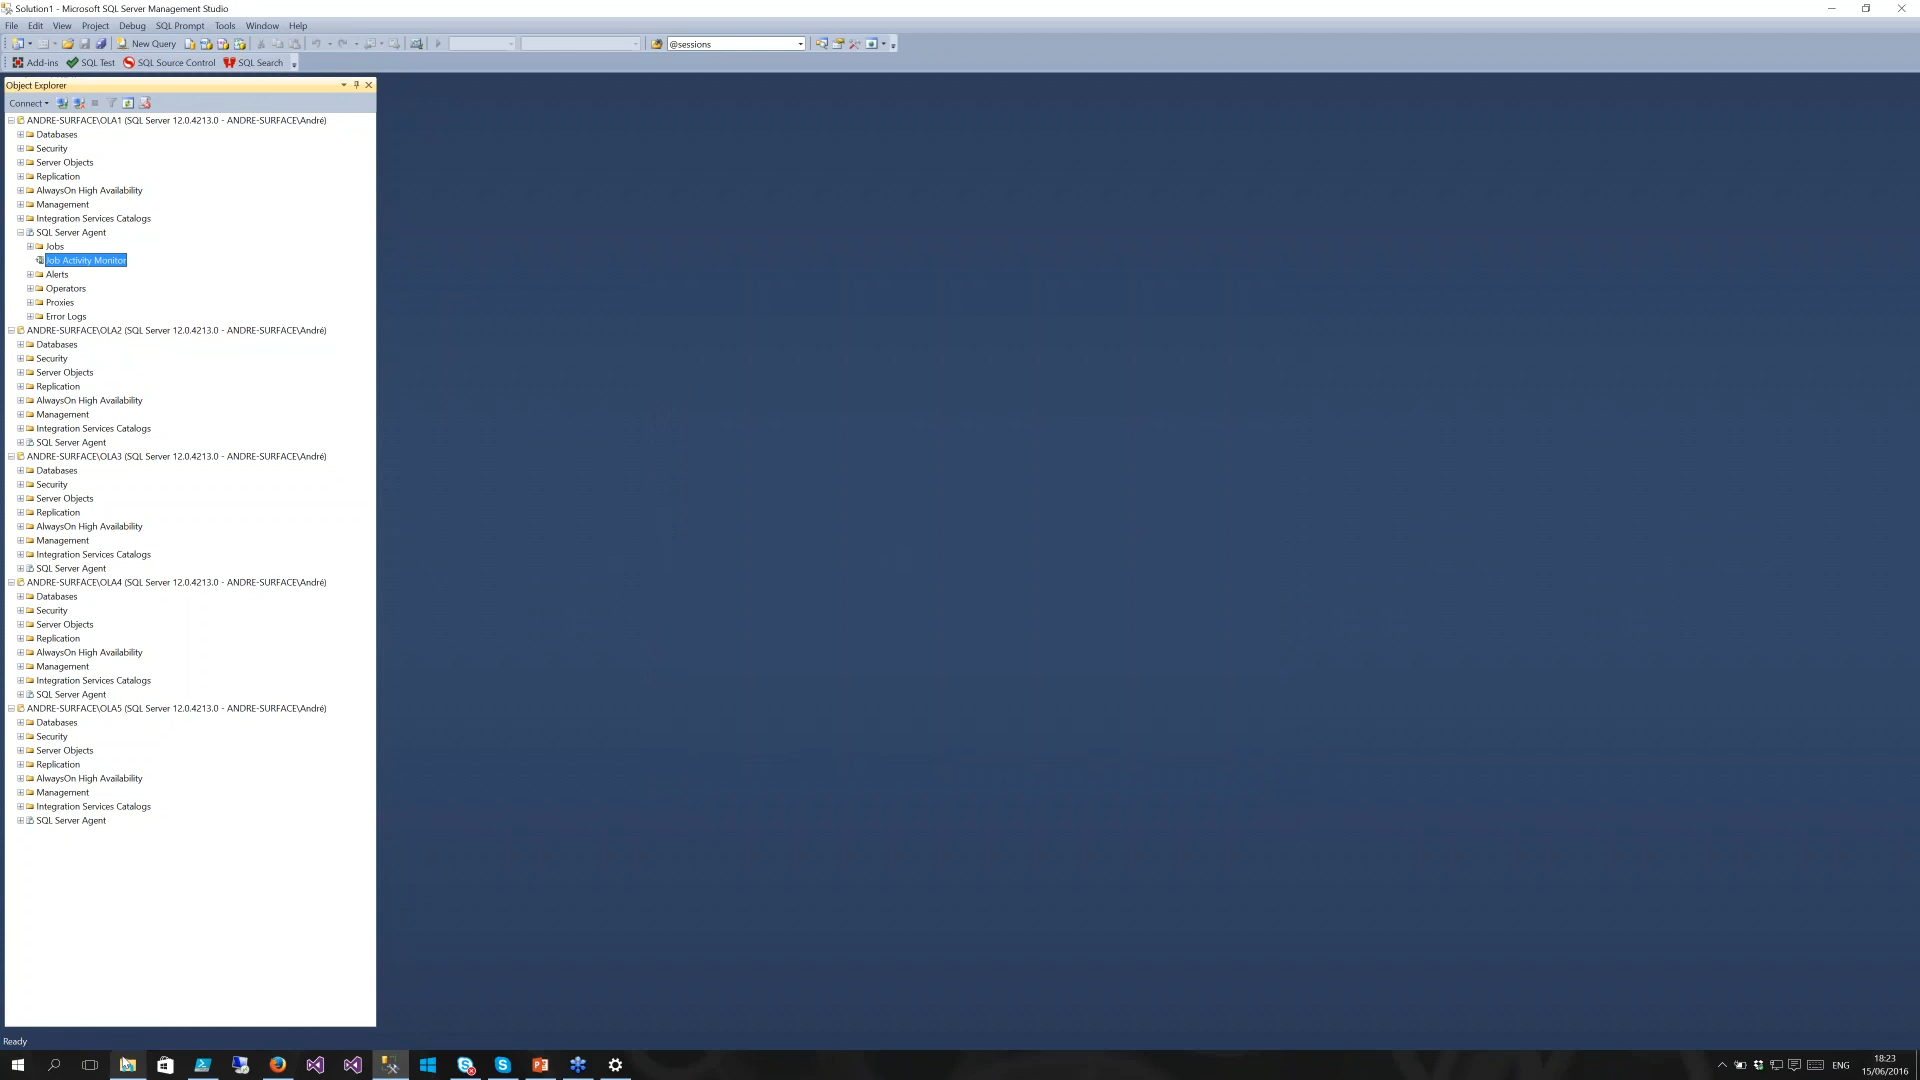 Solution1 - Microsoft SQL Server Management Studio
File Edit View Project Debug SQL Prompt Tools Window Help
New Query @sessions
Add-ins SQL Test SQL Source Control SQL Search
Object Explorer
Connect
ANDRE-SURFACE\OLA1 (SQL Server 12.0.4213.0 - ANDRE-SURFACE\André)
Databases
Security
Server Objects
Replication
AlwaysOn High Availability
Management
Integration Services Catalogs
SQL Server Agent
Jobs
Job Activity Monitor
Alerts
Operators
Proxies
Error Logs
ANDRE-SURFACE\OLA2 (SQL Server 12.0.4213.0 - ANDRE-SURFACE\André)
Databases
Security
Server Objects
Replication
AlwaysOn High Availability
Management
Integration Services Catalogs
SQL Server Agent
ANDRE-SURFACE\OLA3 (SQL Server 12.0.4213.0 - ANDRE-SURFACE\André)
Databases
Security
Server Objects
Replication
AlwaysOn High Availability
Management
Integration Services Catalogs
SQL Server Agent
ANDRE-SURFACE\OLA4 (SQL Server 12.0.4213.0 - ANDRE-SURFACE\André)
Databases
Security
Server Objects
Replication
AlwaysOn High Availability
Management
Integration Services Catalogs
SQL Server Agent
ANDRE-SURFACE\OLA5 (SQL Server 12.0.4213.0 - ANDRE-SURFACE\André)
Databases
Security
Server Objects
Replication
AlwaysOn High Availability
Management
Integration Services Catalogs
SQL Server Agent
Ready
ENG
18:23
15/06/2016